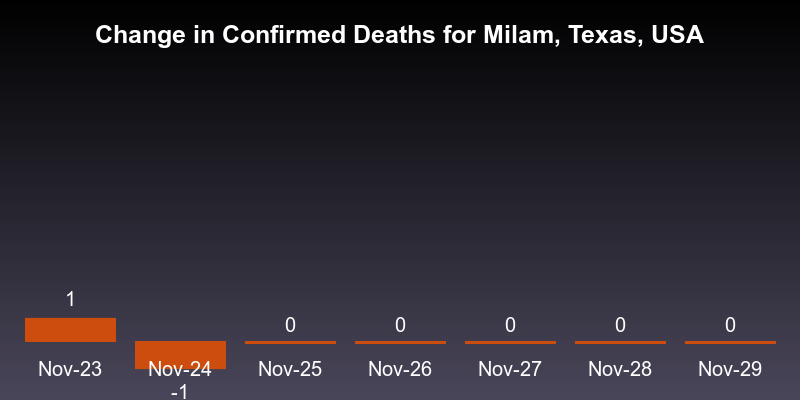 Change in Confirmed Deaths for Milam, Texas, USA
1
0
0
0
0
0
Nov-23
Nov-24
Nov-25
Nov-26
Nov-27
Nov-28
Nov-29
-1